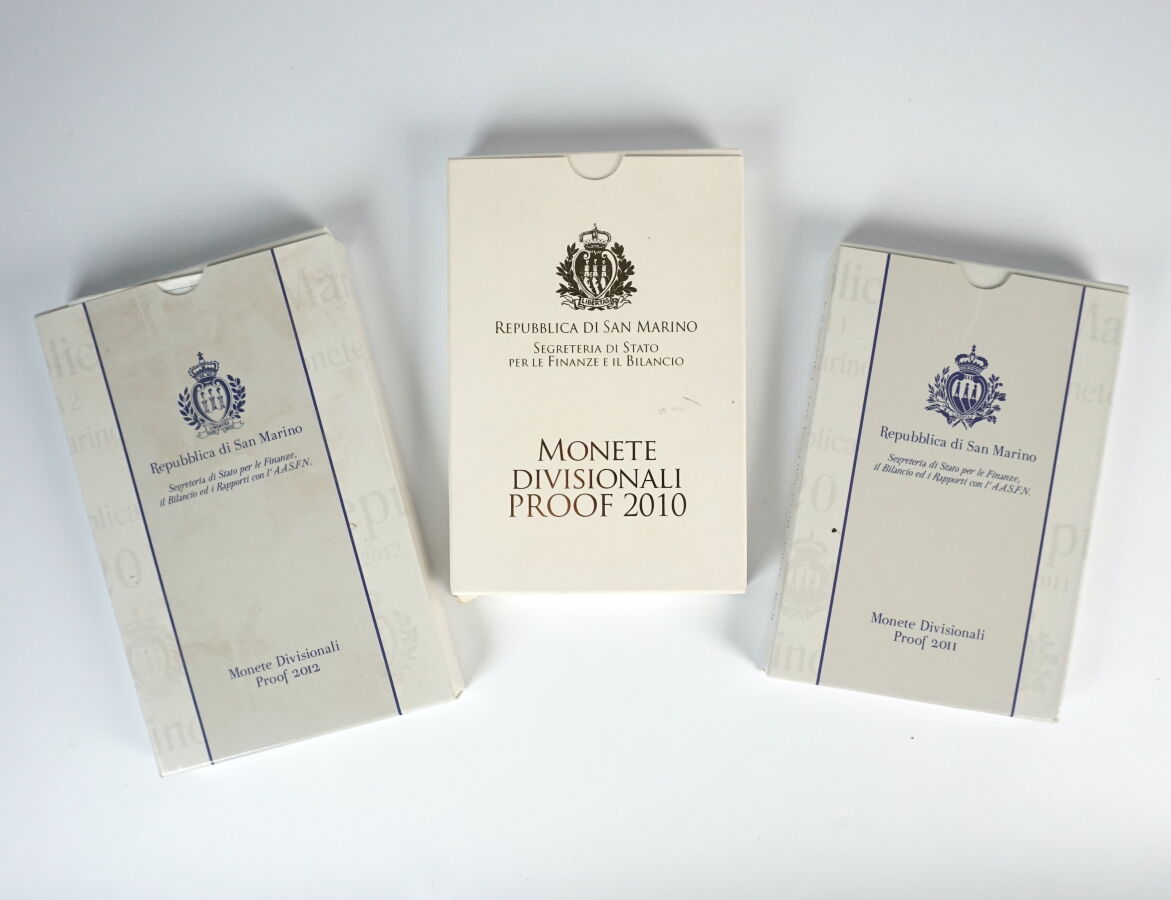 Repubblica di San Marino
Segreteria di Stato per le Finanze,
il Bilancio ed i Rapporti con l'A.A.S.F.N.
Monete Divisionali
Proof 2012
LIBERTAS
REPUBBLICA DI SAN MARINO
SEGRETERIA DI STATO
PER LE FINANZE E IL BILANCIO
MONETE
DIVISIONALI
PROOF 2010
Repubblica di San Marino
Segreteria di Stato per le Finanze,
il Bilancio ed i Rapporti con l'A.A.S.F.N.
Monete Divisionali
Proof 2011